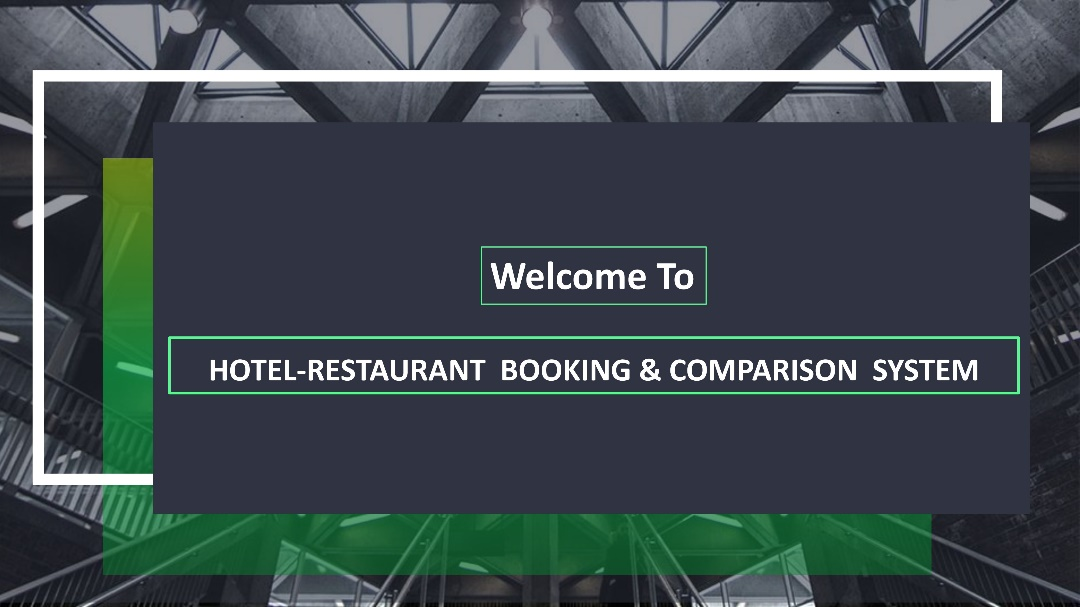 Welcome To
HOTEL-RESTAURANT BOOKING & COMPARISON SYSTEM